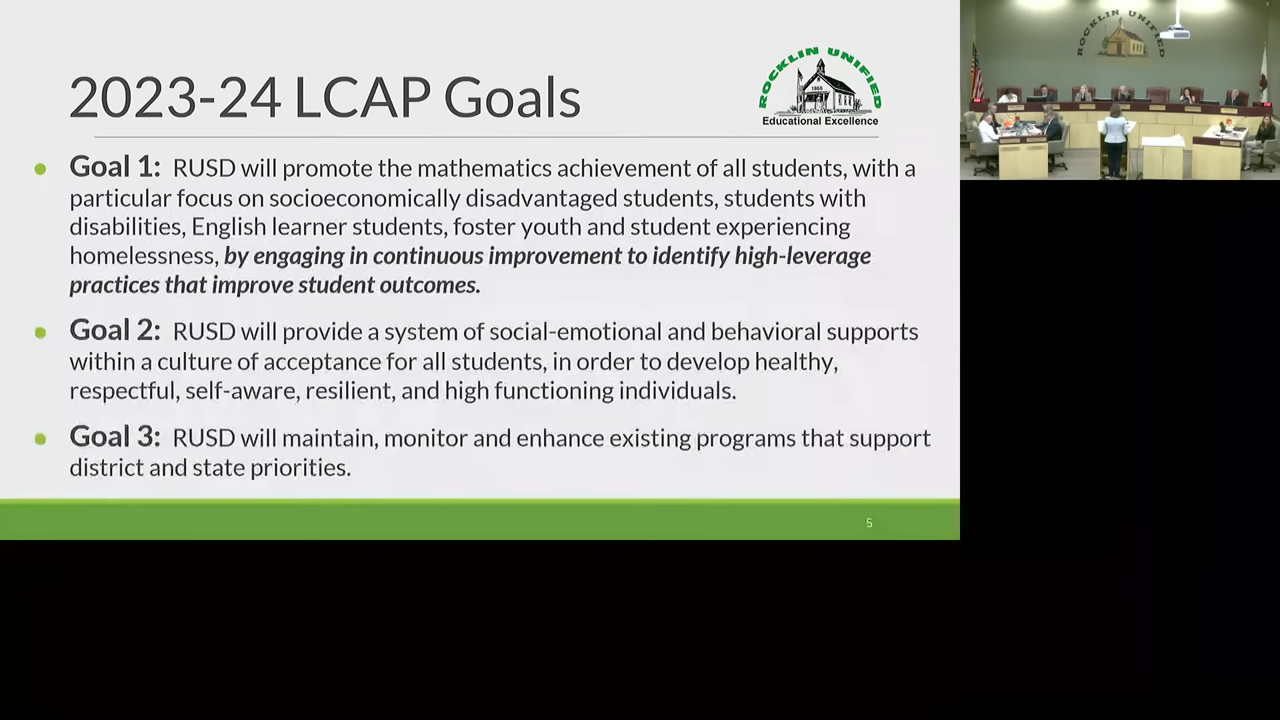 2023-24 LCAP Goals
ROCKLIN UNIFIED
1866
Educational Excellence
Goal 1: RUSD will promote the mathematics achievement of all students, with a
particular focus on socioeconomically disadvantaged students, students with
disabilities, English learner students, foster youth and student experiencing
homelessness, by engaging in continuous improvement to identify high-leverage
practices that improve student outcomes.
Goal 2: RUSD will provide a system of social-emotional and behavioral supports
within a culture of acceptance for all students, in order to develop healthy,
respectful, self-aware, resilient, and high functioning individuals.
Goal 3: RUSD will maintain, monitor and enhance existing programs that support
district and state priorities.
5
ROCKLIN UNIFIED